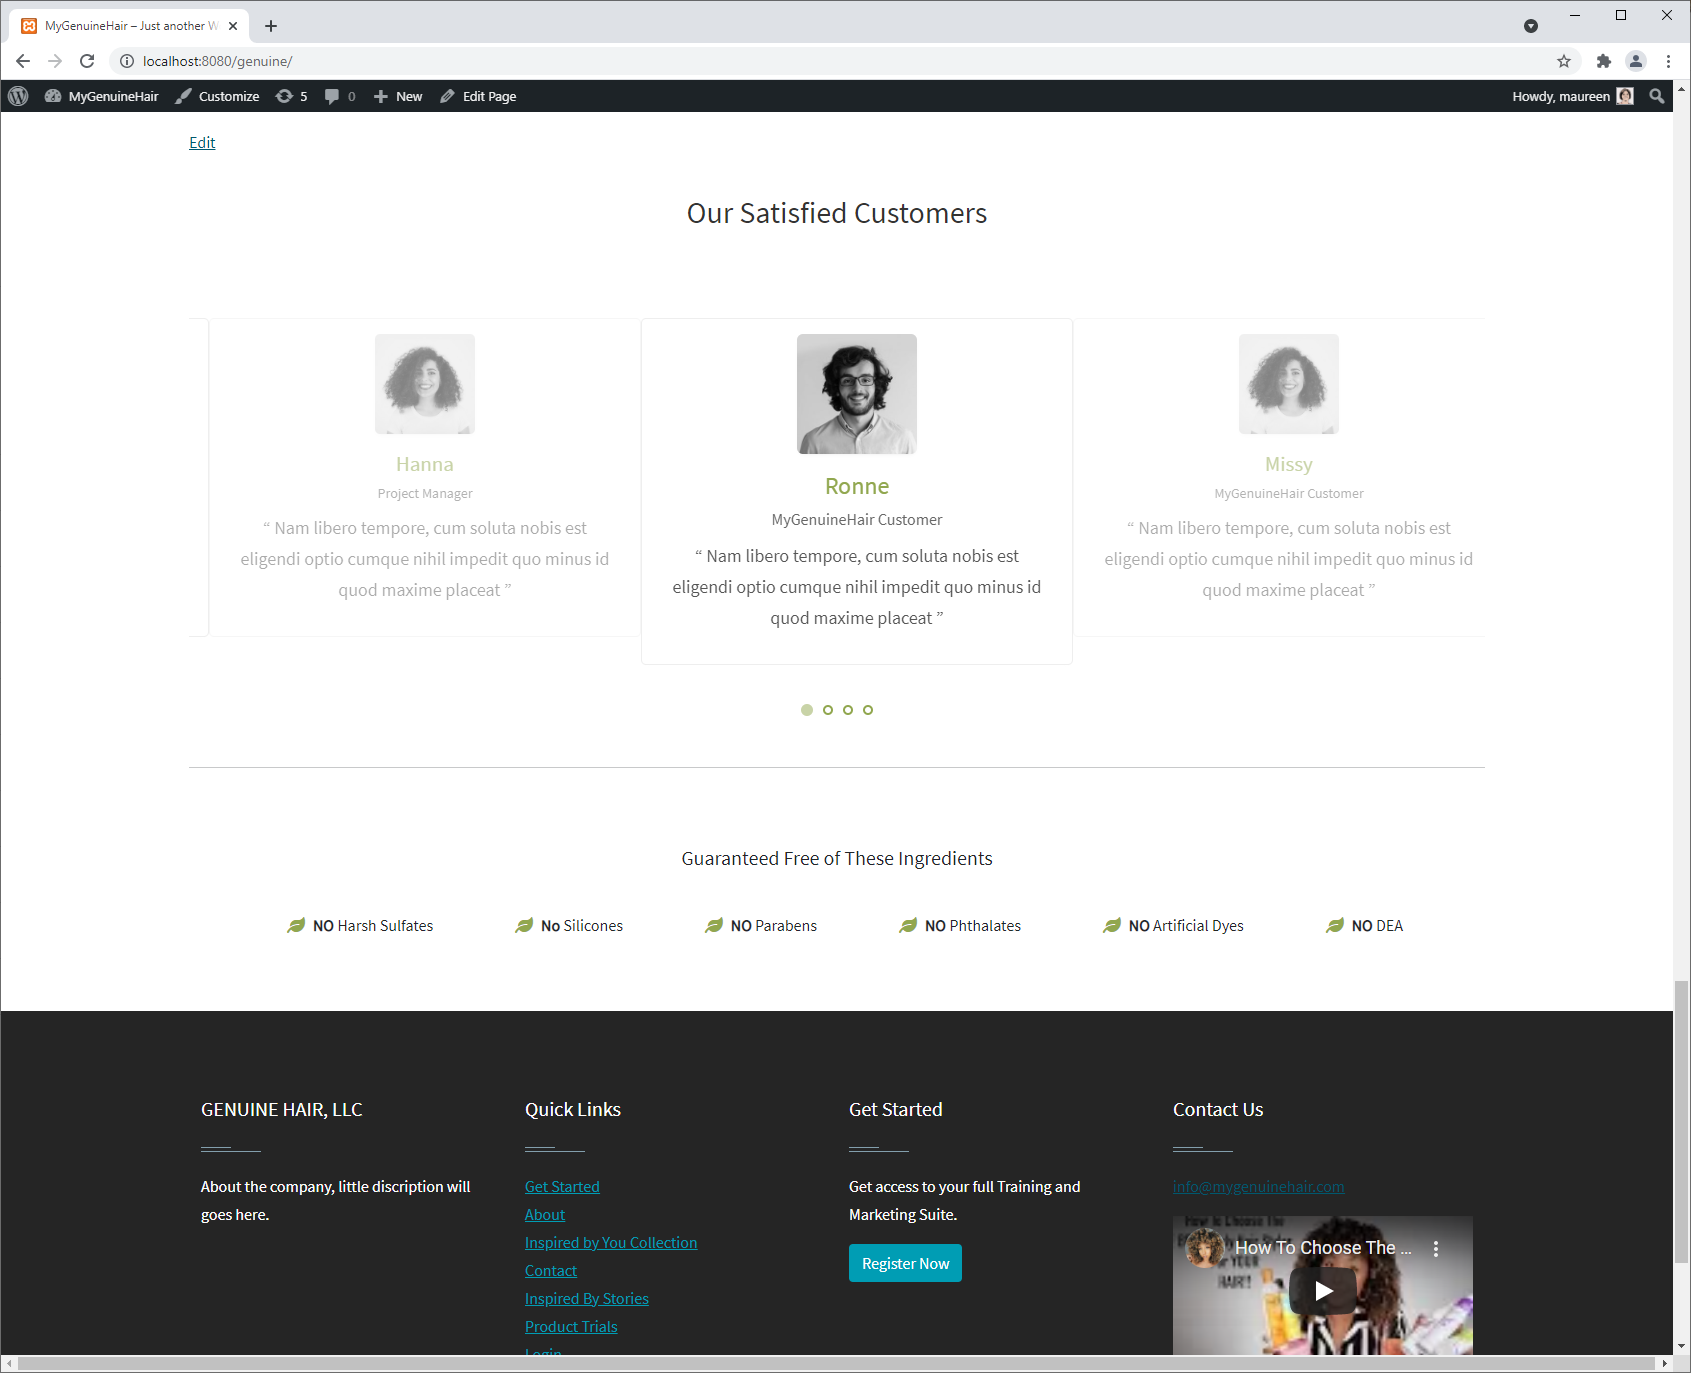 MyGenuineHair – Just another W
localhost:8080/genuine/
MyGenuineHair Customize 5 0 New Edit Page Howdy, maureen
Edit
Our Satisfied Customers
Hanna
Project Manager
“ Nam libero tempore, cum soluta nobis est
eligendi optio cumque nihil impedit quo minus id
quod maxime placeat ”
Ronne
MyGenuineHair Customer
“ Nam libero tempore, cum soluta nobis est
eligendi optio cumque nihil impedit quo minus id
quod maxime placeat ”
Missy
MyGenuineHair Customer
“ Nam libero tempore, cum soluta nobis est
eligendi optio cumque nihil impedit quo minus id
quod maxime placeat ”
Guaranteed Free of These Ingredients
NO Harsh Sulfates No Silicones NO Parabens NO Phthalates NO Artificial Dyes NO DEA
GENUINE HAIR, LLC
About the company, little discription will
goes here.
Quick Links
Get Started
About
Inspired by You Collection
Contact
Inspired By Stories
Product Trials
Login
Get Started
Get access to your full Training and
Marketing Suite.
Register Now
Contact Us
info@mygenuinehair.com
How To Choose The ...
HAIR!